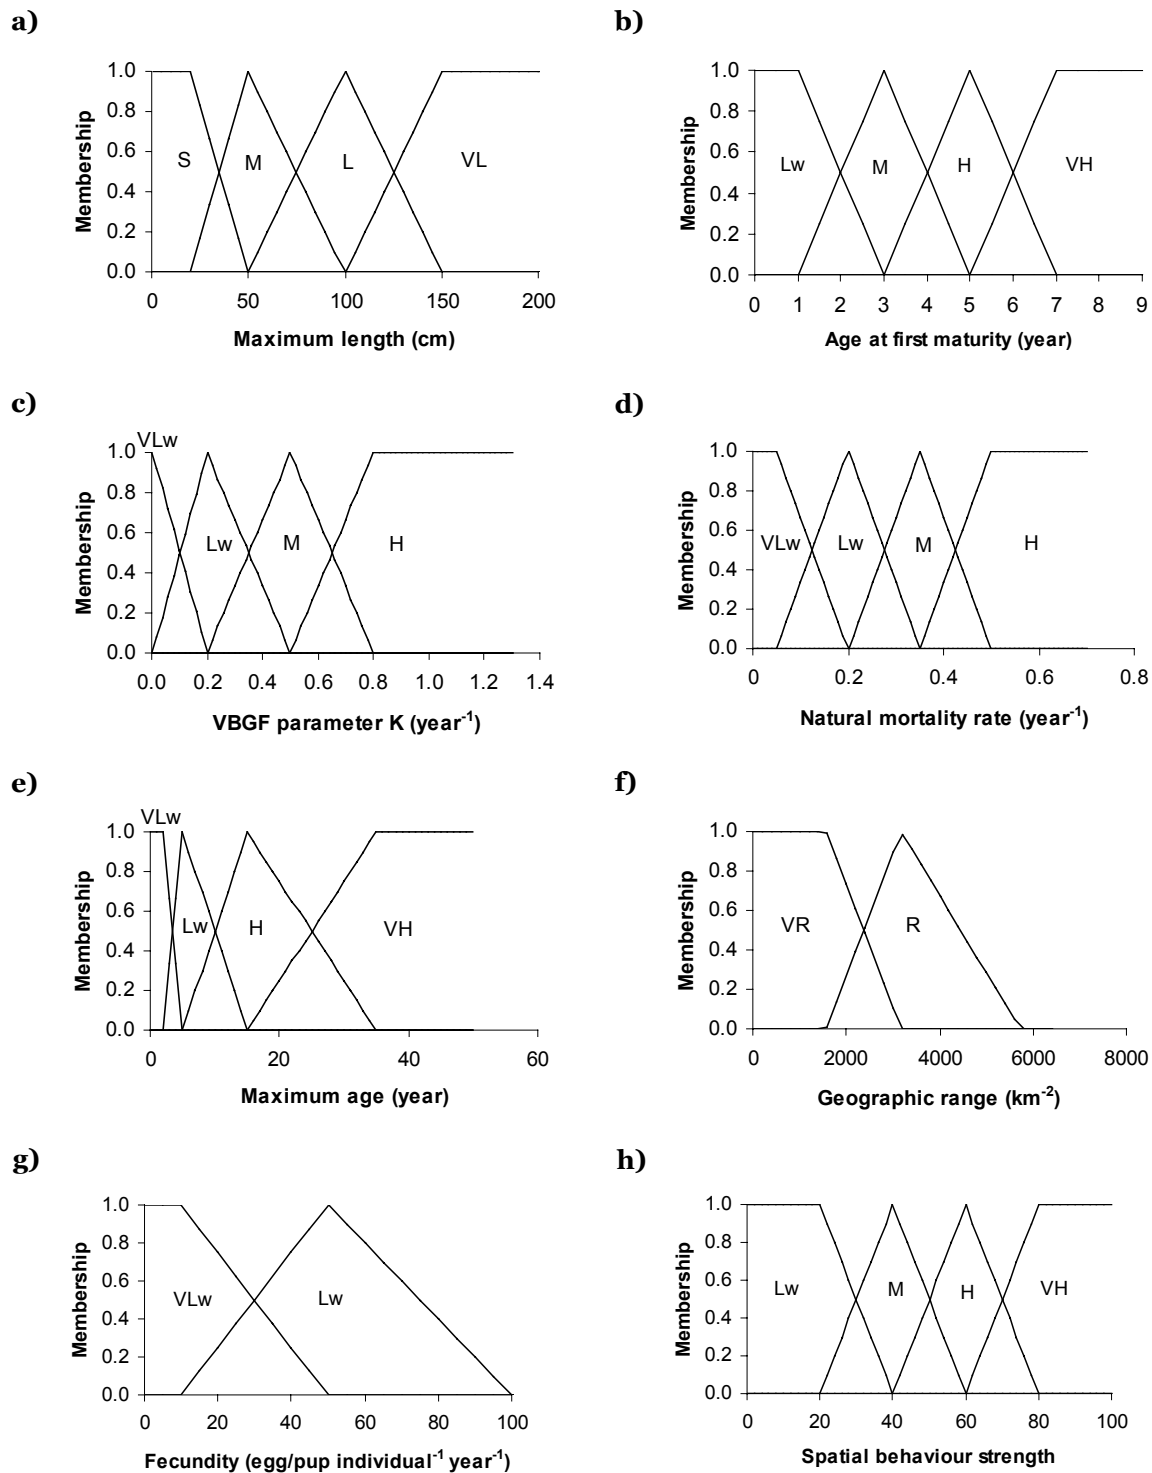 a)
1.0
0.8
0.6
0.4
0.2
0.0
Membership
S
M
L
VL
0 50 100 150 200
Maximum length (cm)
b)
1.0
0.8
0.6
0.4
0.2
0.0
Membership
Lw
M
H
VH
0 1 2 3 4 5 6 7 8 9
Age at first maturity (year)
c)
VLw
1.0
0.8
0.6
0.4
0.2
0.0
Membership
Lw
M
H
0.0 0.2 0.4 0.6 0.8 1.0 1.2 1.4
VBGF parameter K (year-1)
d)
1.0
0.8
0.6
0.4
0.2
0.0
Membership
VLw
Lw
M
H
0 0.2 0.4 0.6 0.8
Natural mortality rate (year-1)
e)
VLw
1.0
0.8
0.6
0.4
0.2
0.0
Membership
Lw
H
VH
0 20 40 60
Maximum age (year)
f)
1.0
0.8
0.6
0.4
0.2
0.0
Membership
VR
R
0 2000 4000 6000 8000
Geographic range (km-2)
g)
1.0
0.8
0.6
0.4
0.2
0.0
Membership
VLw
Lw
0 20 40 60 80 100
Fecundity (egg/pup individual-1 year-1)
h)
1.0
0.8
0.6
0.4
0.2
0.0
Membership
Lw
M
H
VH
0 20 40 60 80 100
Spatial behaviour strength